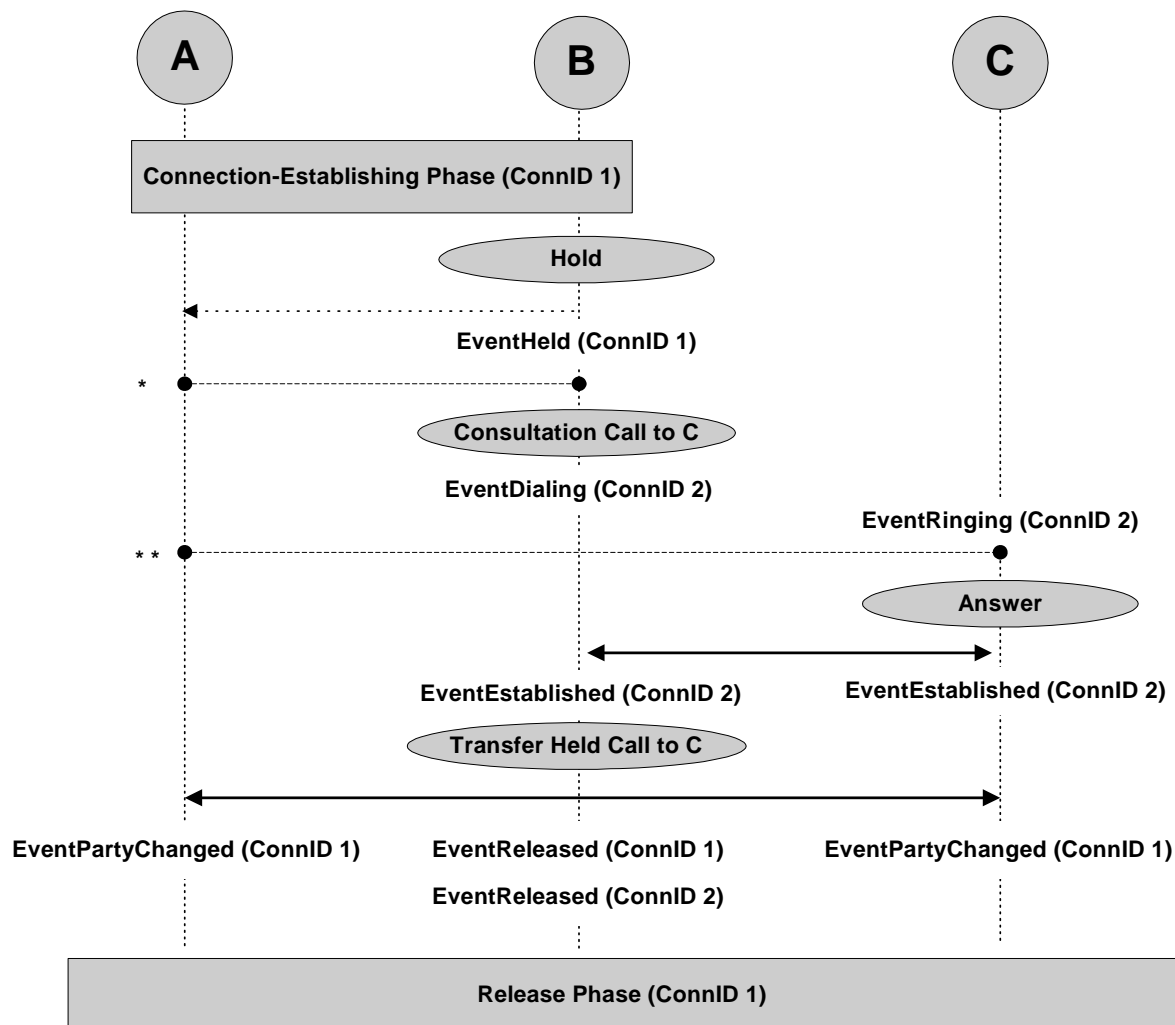 A
B
C
Connection-Establishing Phase (ConnID 1)
Hold
EventHeld (ConnID 1)
*
Consultation Call to C
EventDialing (ConnID 2)
EventRinging (ConnID 2)
* *
Answer
EventEstablished (ConnID 2)
EventEstablished (ConnID 2)
Transfer Held Call to C
EventPartyChanged (ConnID 1)
EventReleased (ConnID 1)
EventPartyChanged (ConnID 1)
EventReleased (ConnID 2)
Release Phase (ConnID 1)